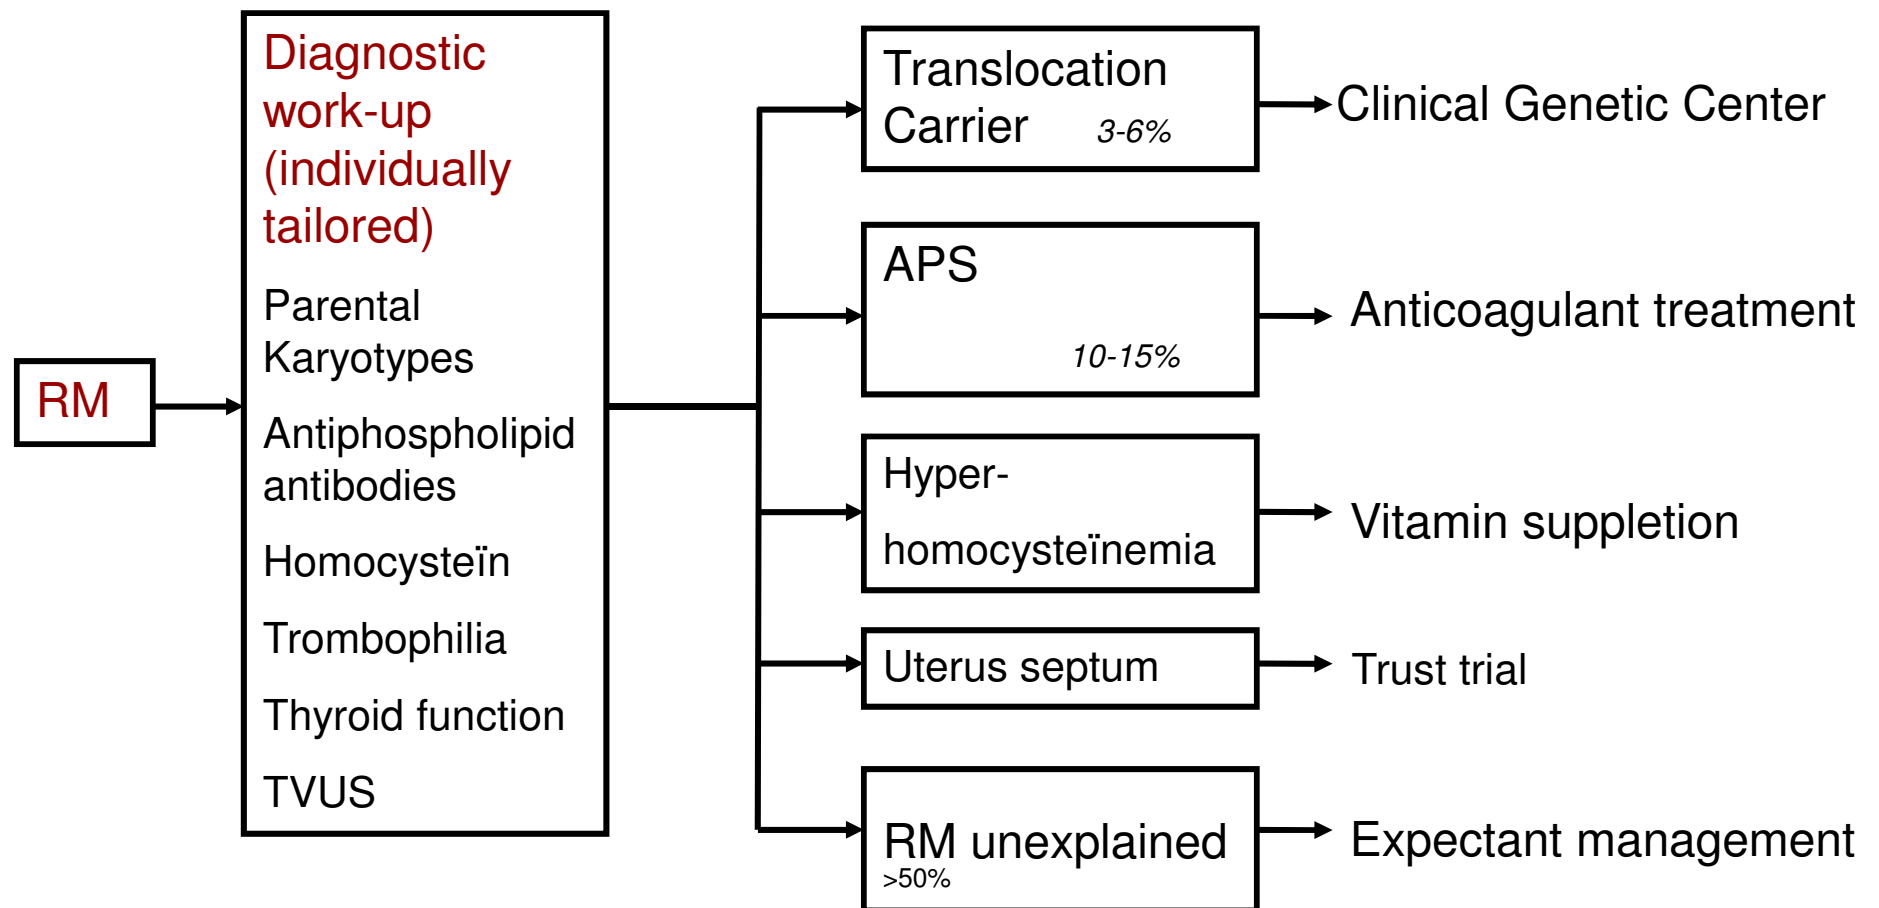 RM
Diagnostic
work-up
(individually
tailored)
Parental
Karyotypes
Antiphospholipid
antibodies
Homocysteïn
Trombophilia
Thyroid function
TVUS
Translocation
Carrier 3-6%
Clinical Genetic Center
APS
10-15%
Anticoagulant treatment
Hyper-
homocysteïnemia
Vitamin suppletion
Uterus septum
Trust trial
RM unexplained
>50%
Expectant management